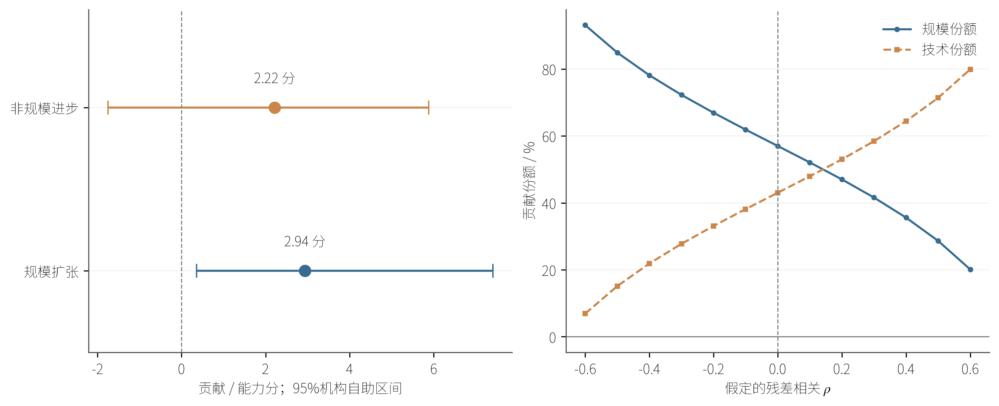 非规模进步
规模扩张
2.22 分
2.94 分
-2 0 2 4 6
贡献 / 能力分；95%机构自助区间
规模份额
技术份额
贡献份额 / %
80
60
40
20
0
-0.6 -0.4 -0.2 0.0 0.2 0.4 0.6
假定的残差相关 ρ